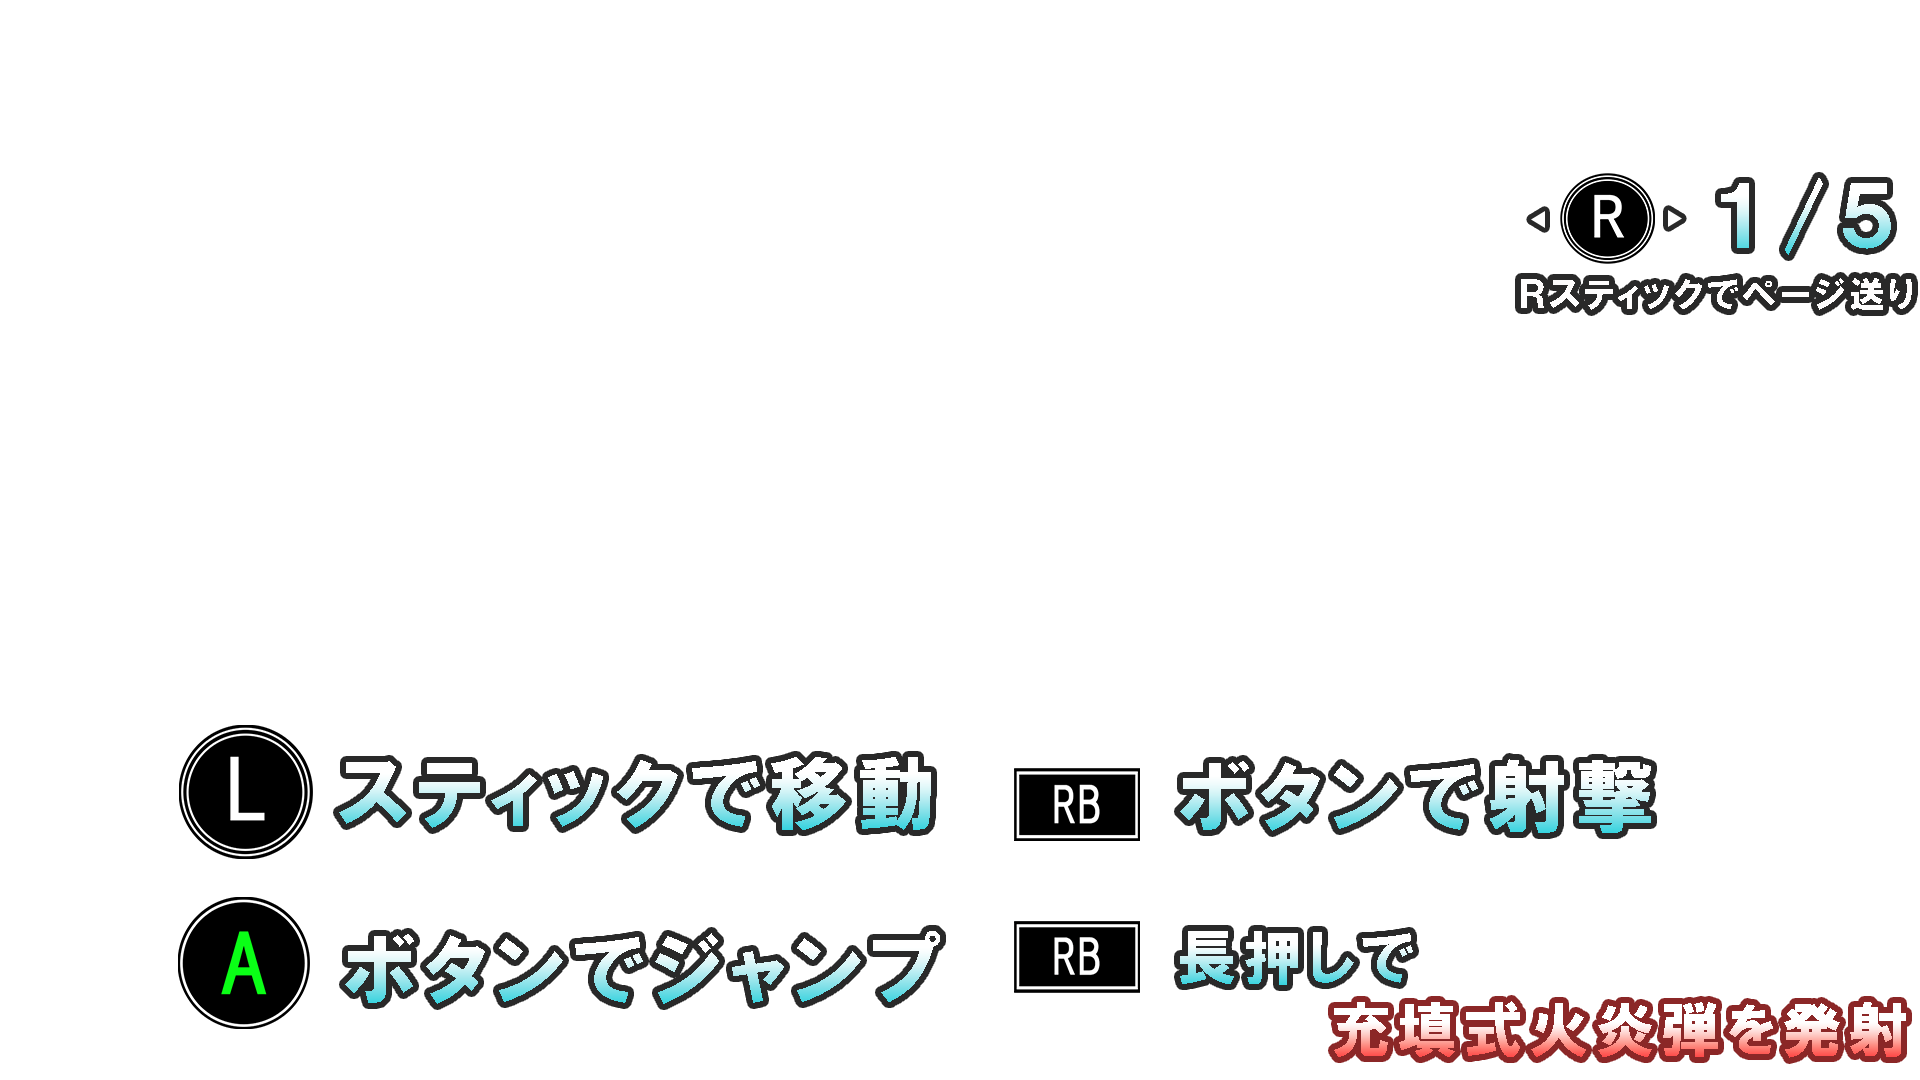 R 1/5
Rスティックでページ送り
L スティックで移動
RB ボタンで射撃
A ボタンでジャンプ
RB 長押しで
充填式火炎弾を発射